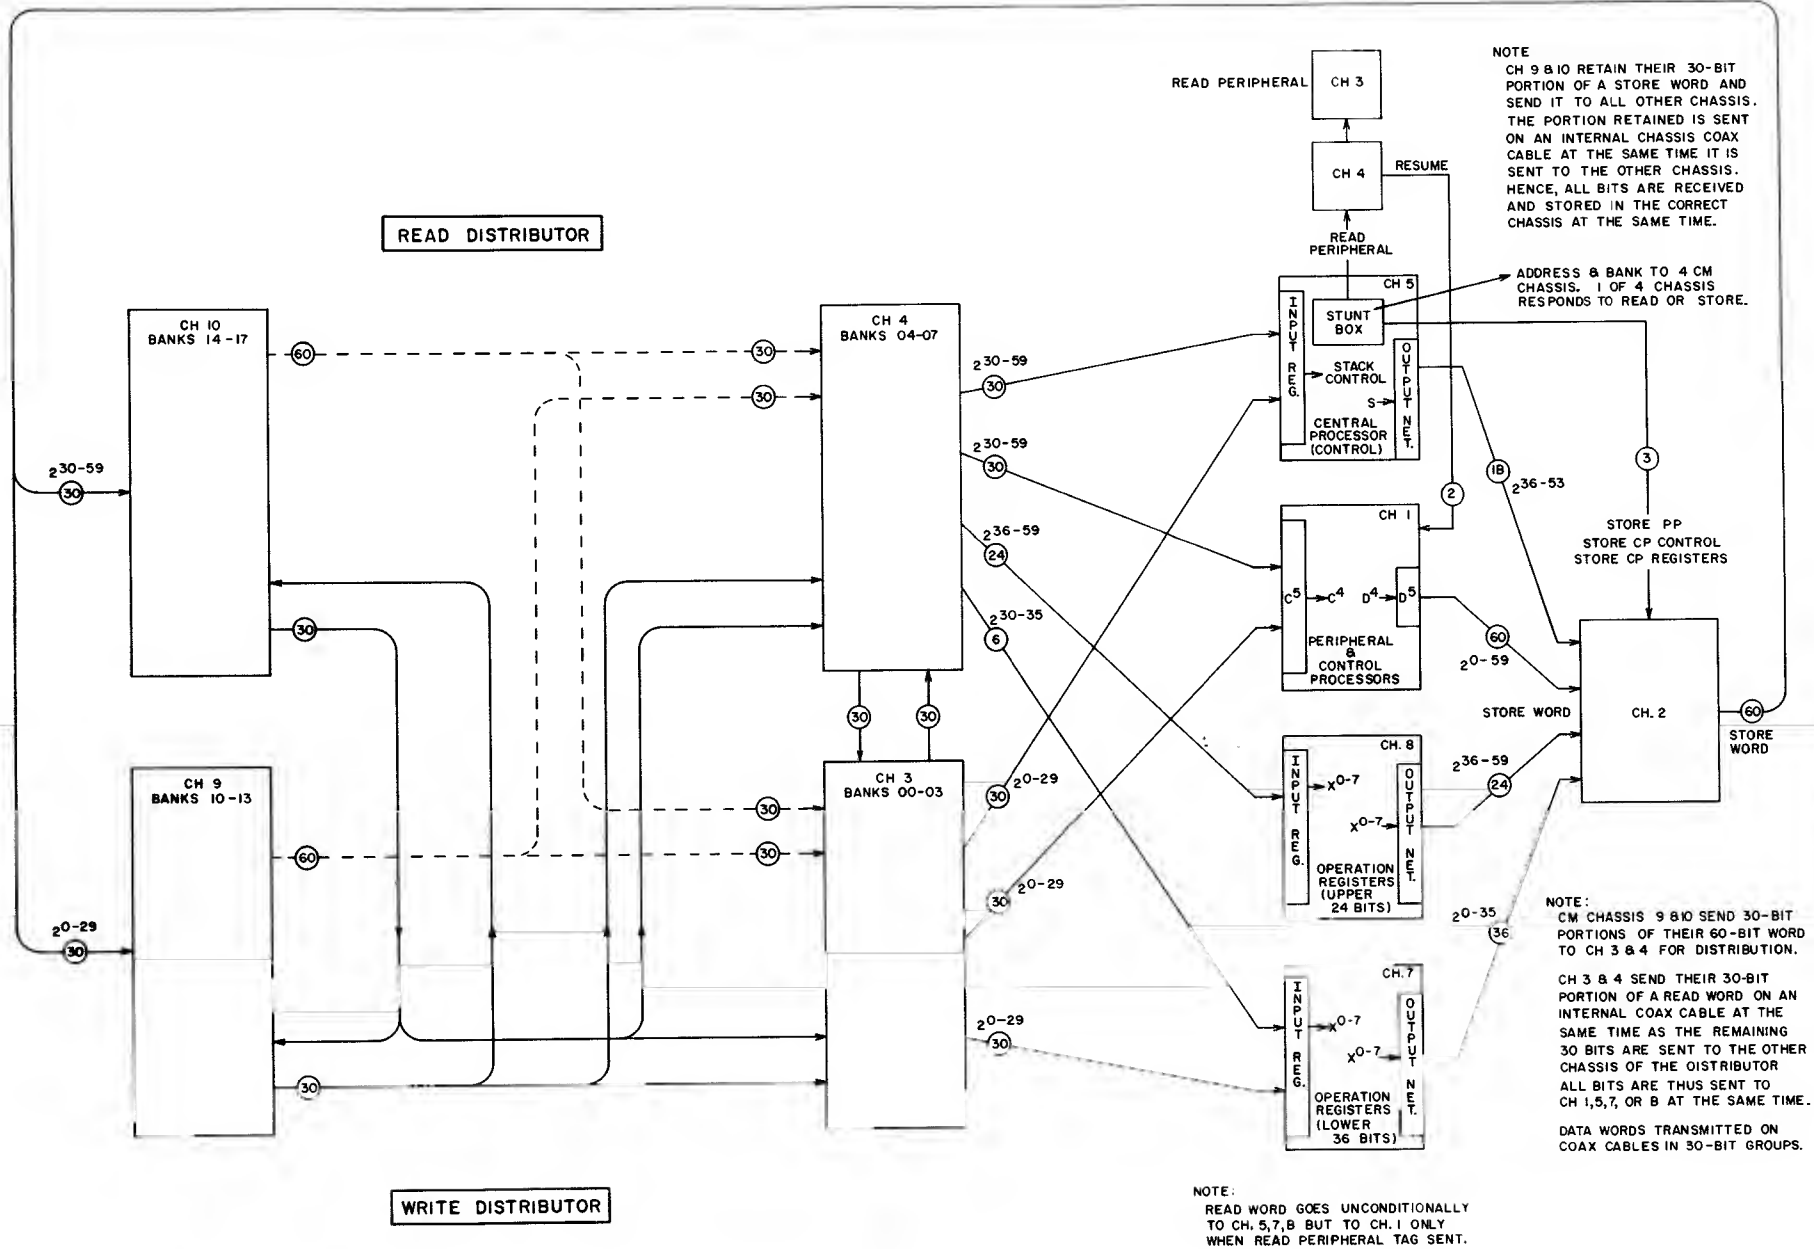 READ PERIPHERAL
CH 3
CH 4
RESUME
READ
PERIPHERAL
NOTE
CH 9 & 10 RETAIN THEIR 30-BIT
PORTION OF A STORE WORD AND
SEND IT TO ALL OTHER CHASSIS.
THE PORTION RETAINED IS SENT
ON AN INTERNAL CHASSIS COAX
CABLE AT THE SAME TIME IT IS
SENT TO THE OTHER CHASSIS.
HENCE, ALL BITS ARE RECEIVED
AND STORED IN THE CORRECT
CHASSIS AT THE SAME TIME.
ADDRESS & BANK TO 4 CM
CHASSIS. 1 OF 4 CHASSIS
RESPONDS TO READ OR STORE.
READ DISTRIBUTOR
CH 10
BANKS 14-17
60
30
30
2^30-59
30
30
CH 4
BANKS 04-07
2^30-59
30
2^30-59
30
2^36-59
24
2^30-35
6
30
30
CH 5
INPUT REG.
STUNT
BOX
STACK
CONTROL
S
OUTPUT NET.
CENTRAL
PROCESSOR
(CONTROL)
18
2^36-53
3
2
STORE PP
STORE CP CONTROL
STORE CP REGISTERS
CH 1
C^5
C^4
D^4
D^5
PERIPHERAL
&
CONTROL
PROCESSORS
60
2^0-59
STORE WORD
CH. 2
60
STORE
WORD
CH 9
BANKS 10-13
60
2^0-29
30
30
CH 3
BANKS 00-03
30
30
2^0-29
30
2^0-29
30
2^0-29
30
CH. 8
INPUT REG.
X^0-7
X^0-7
OUTPUT NET.
OPERATION
REGISTERS
(UPPER
24 BITS)
2^36-59
24
CH. 7
INPUT REG.
X^0-7
X^0-7
OUTPUT NET.
OPERATION
REGISTERS
(LOWER
36 BITS)
2^0-35
36
NOTE:
CM CHASSIS 9 & 10 SEND 30-BIT
PORTIONS OF THEIR 60-BIT WORD
TO CH 3 & 4 FOR DISTRIBUTION.
CH 3 & 4 SEND THEIR 30-BIT
PORTION OF A READ WORD ON AN
INTERNAL COAX CABLE AT THE
SAME TIME AS THE REMAINING
30 BITS ARE SENT TO THE OTHER
CHASSIS OF THE DISTRIBUTOR
ALL BITS ARE THUS SENT TO
CH 1,5,7, OR 8 AT THE SAME TIME.
DATA WORDS TRANSMITTED ON
COAX CABLES IN 30-BIT GROUPS.
WRITE DISTRIBUTOR
NOTE:
READ WORD GOES UNCONDITIONALLY
TO CH. 5,7,8 BUT TO CH. 1 ONLY
WHEN READ PERIPHERAL TAG SENT.